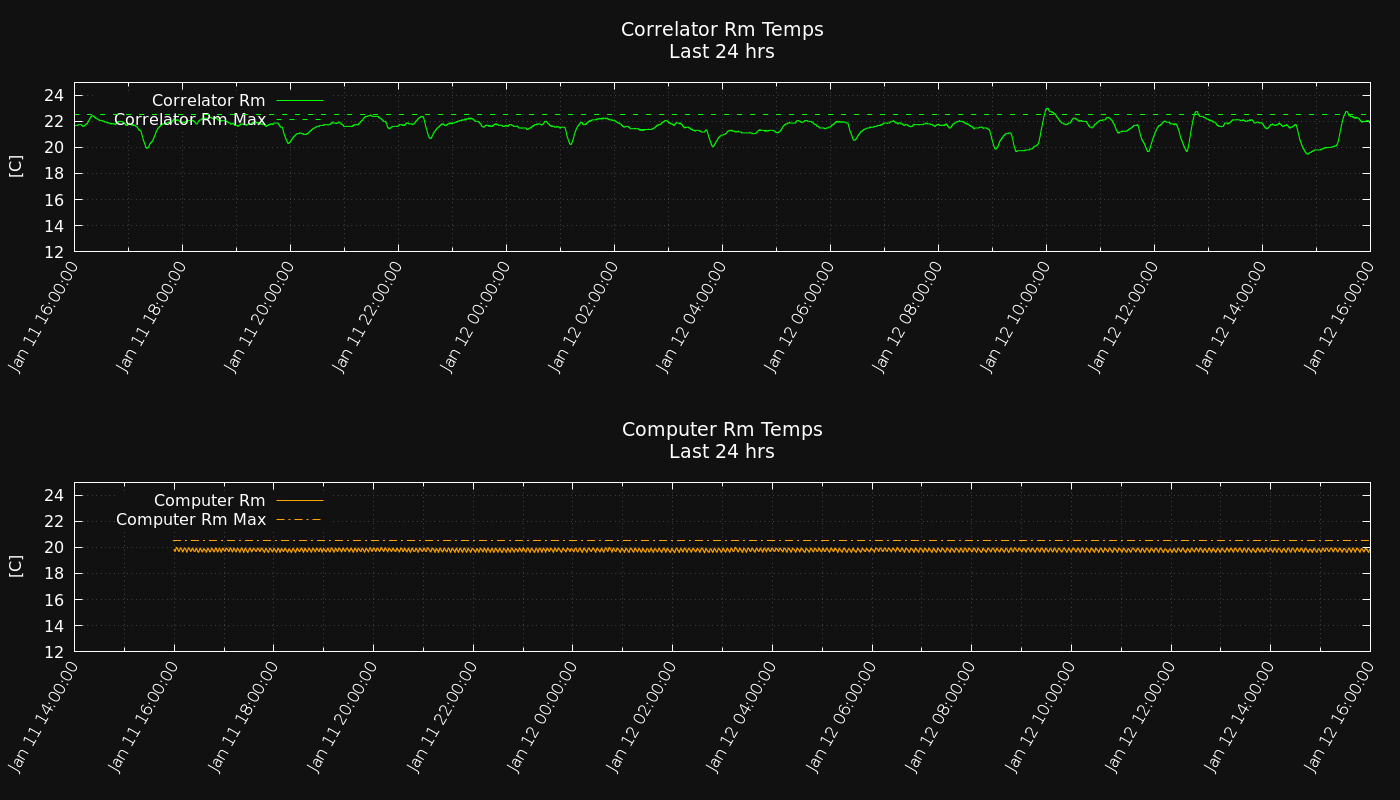 Correlator Rm Temps
Last 24 hrs
Correlator Rm
Correlator Rm Max
[C]
24
22
20
18
16
14
12
Jan 11 16:00:00
Jan 11 18:00:00
Jan 11 20:00:00
Jan 11 22:00:00
Jan 12 00:00:00
Jan 12 02:00:00
Jan 12 04:00:00
Jan 12 06:00:00
Jan 12 08:00:00
Jan 12 10:00:00
Jan 12 12:00:00
Jan 12 14:00:00
Jan 12 16:00:00
Computer Rm Temps
Last 24 hrs
Computer Rm
Computer Rm Max
[C]
24
22
20
18
16
14
12
Jan 11 14:00:00
Jan 11 16:00:00
Jan 11 18:00:00
Jan 11 20:00:00
Jan 11 22:00:00
Jan 12 00:00:00
Jan 12 02:00:00
Jan 12 04:00:00
Jan 12 06:00:00
Jan 12 08:00:00
Jan 12 10:00:00
Jan 12 12:00:00
Jan 12 14:00:00
Jan 12 16:00:00